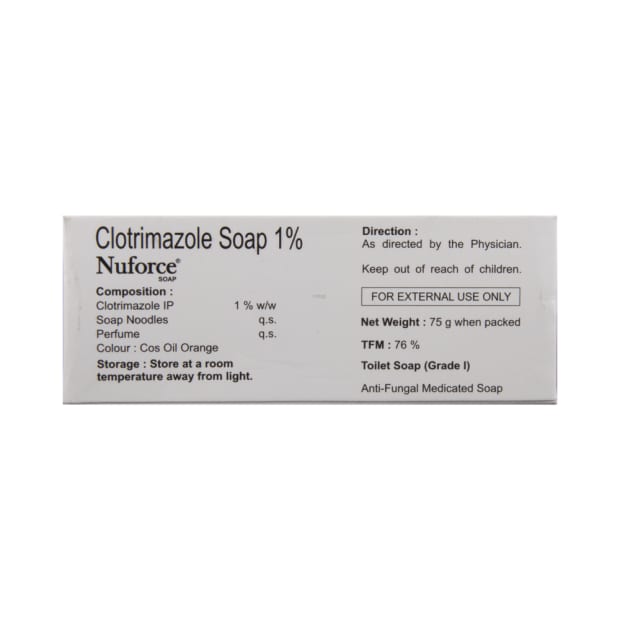 Clotrimazole Soap 1%
Nuforce®
SOAP
Composition :
Clotrimazole IP 1 % w/w
Soap Noodles q.s.
Perfume q.s.
Colour : Cos Oil Orange
Storage : Store at a room
temperature away from light.
Direction :
As directed by the Physician.
Keep out of reach of children.
FOR EXTERNAL USE ONLY
Net Weight : 75 g when packed
TFM : 76 %
Toilet Soap (Grade I)
Anti-Fungal Medicated Soap